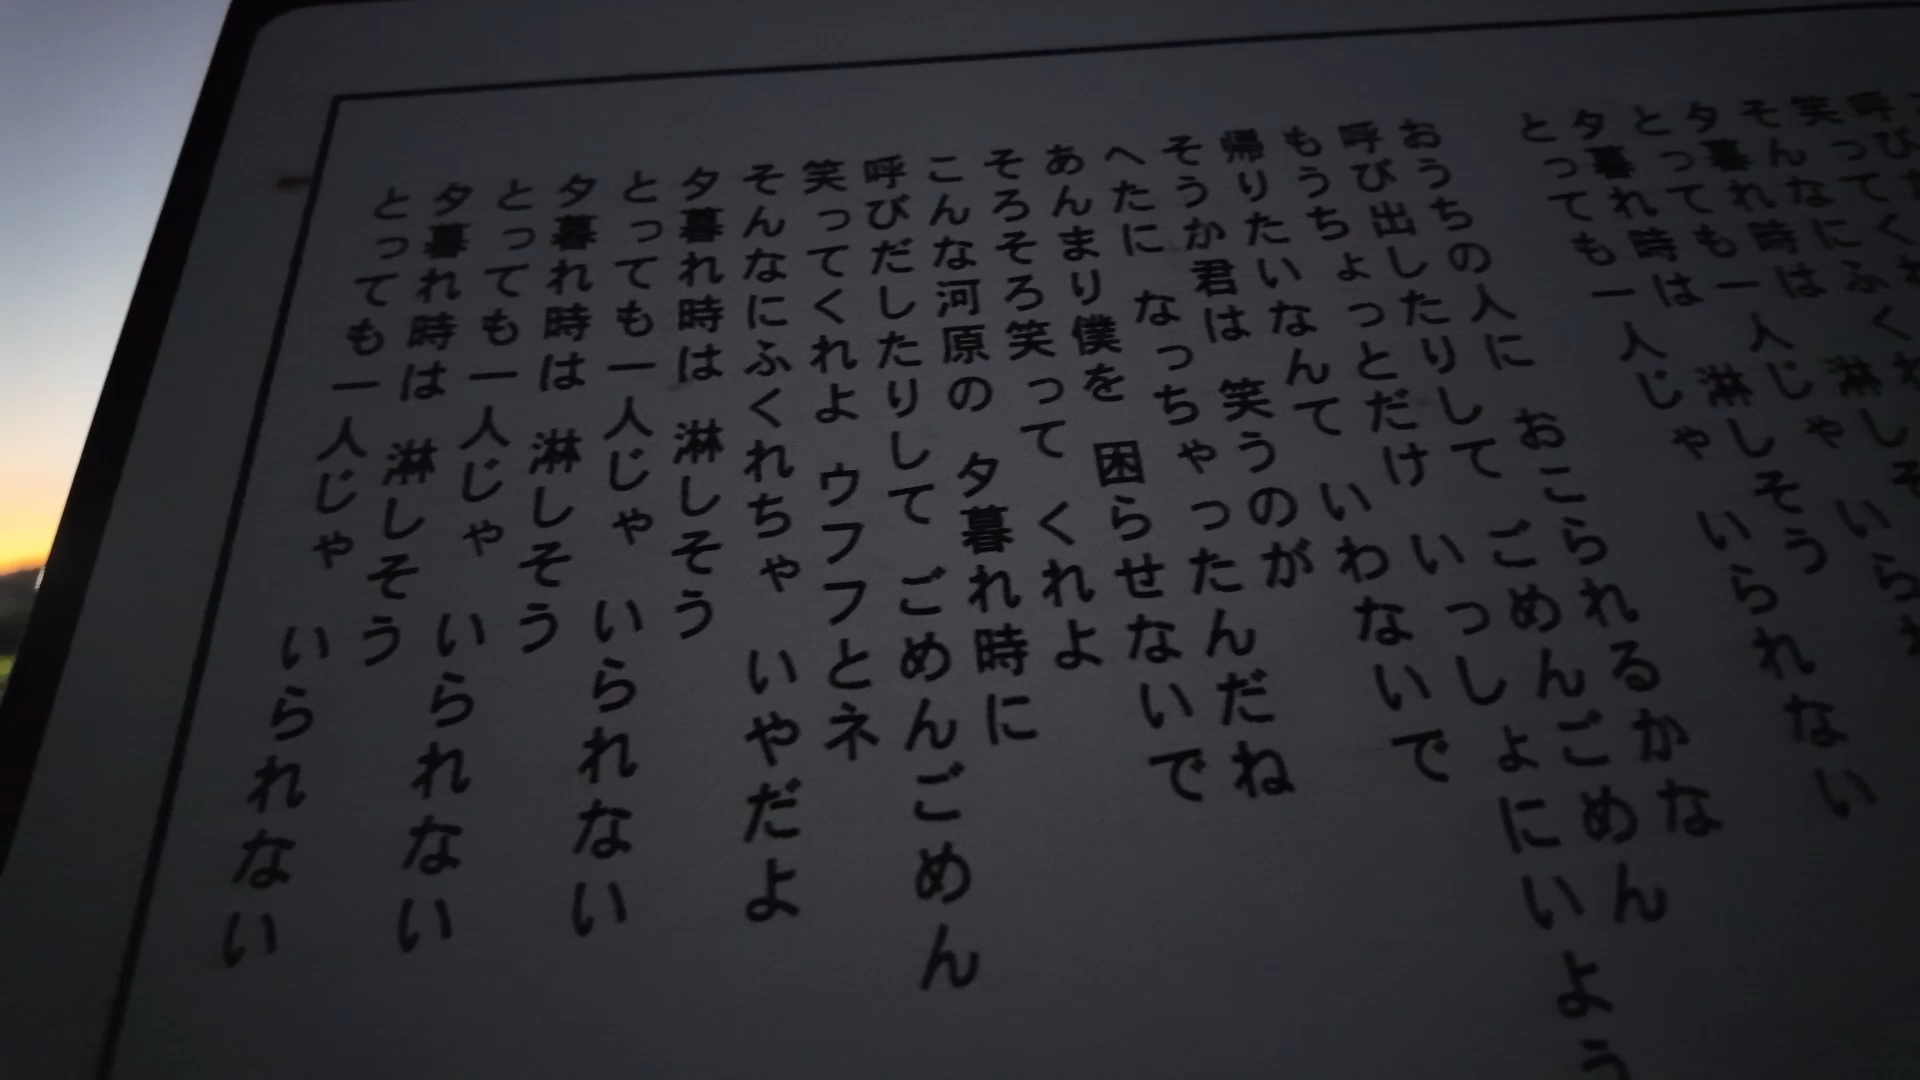 呼び
笑って
そんなにふくれ
夕暮れ時は 淋しそ
とっても一人じゃ いられ
夕暮れ時は 淋しそう
とっても一人じゃ いられない
おうちの人に おこられるかな
呼び出したりして ごめんごめん
もうちょっとだけ いっしょにいよう
帰りたいなんて いわないで
そうか君は 笑うのが
へたに なっちゃったんだね
あんまり僕を 困らせないで
そろそろ笑って くれよ
こんな河原の 夕暮れ時に
呼びだしたりして ごめんごめん
笑ってくれよ ウフフとネ
そんなにふくれちゃ いやだよ
夕暮れ時は 淋しそう
とっても一人じゃ いられない
夕暮れ時は 淋しそう
とっても一人じゃ いられない
夕暮れ時は 淋しそう
とっても一人じゃ いられない